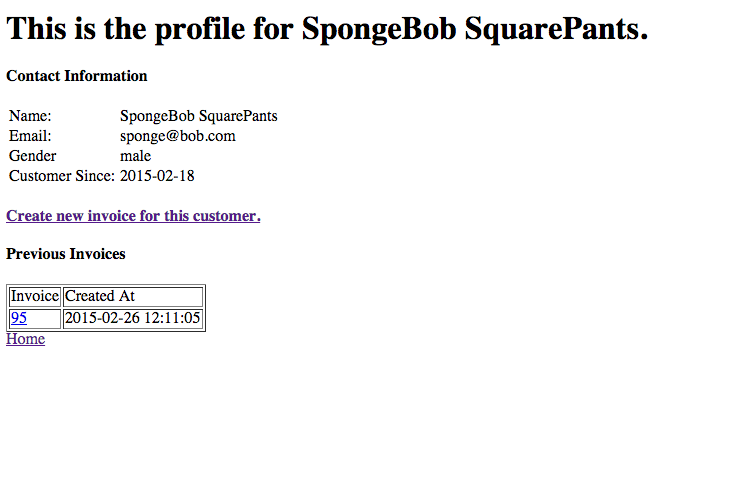 This is the profile for SpongeBob SquarePants.
Contact Information
Name: SpongeBob SquarePants
Email: sponge@bob.com
Gender male
Customer Since: 2015-02-18
Create new invoice for this customer.
Previous Invoices
Invoice Created At
95 2015-02-26 12:11:05
Home